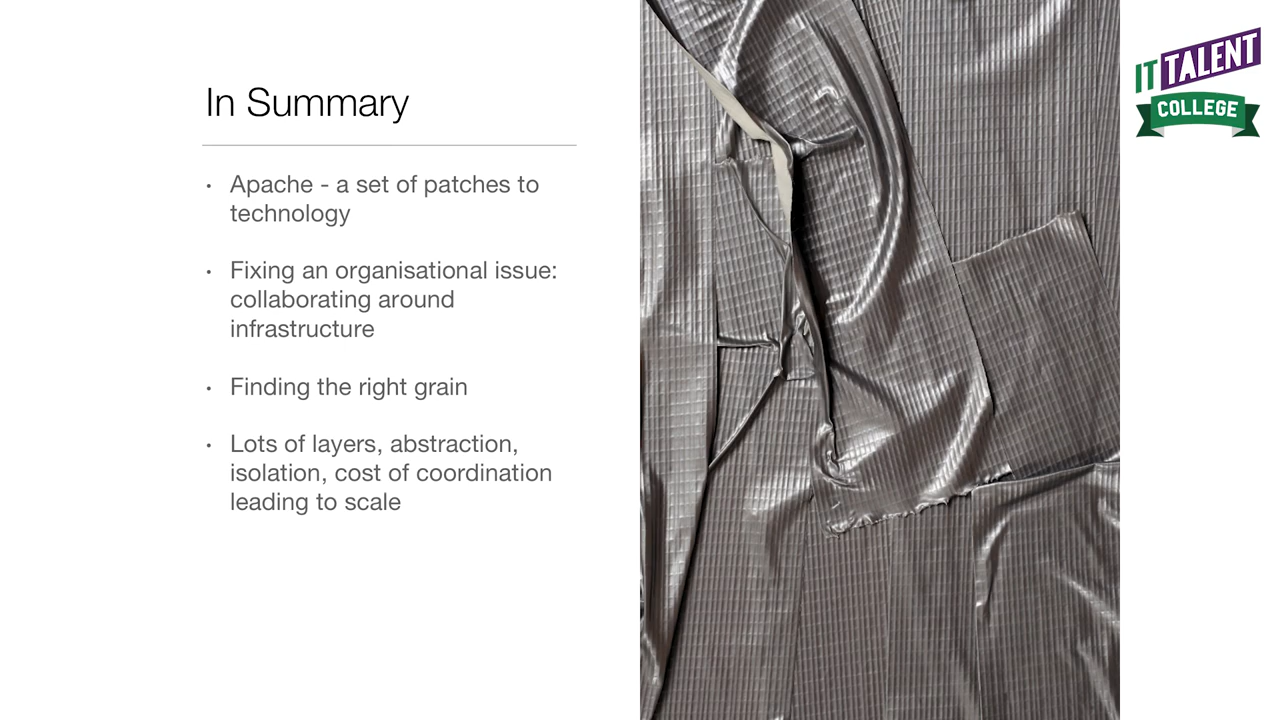 In Summary
• Apache - a set of patches to
technology
• Fixing an organisational issue:
collaborating around
infrastructure
• Finding the right grain
• Lots of layers, abstraction,
isolation, cost of coordination
leading to scale
IT TALENT
COLLEGE